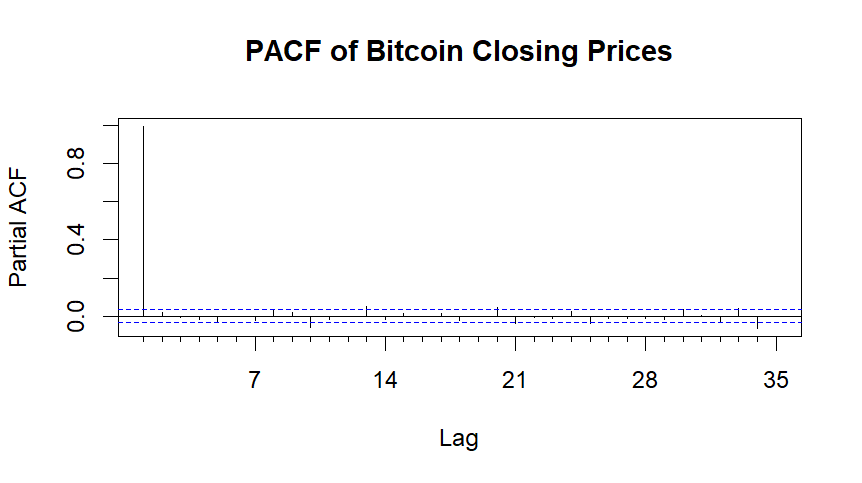 PACF of Bitcoin Closing Prices
Partial ACF
0.8
0.4
0.0
7 14 21 28 35
Lag